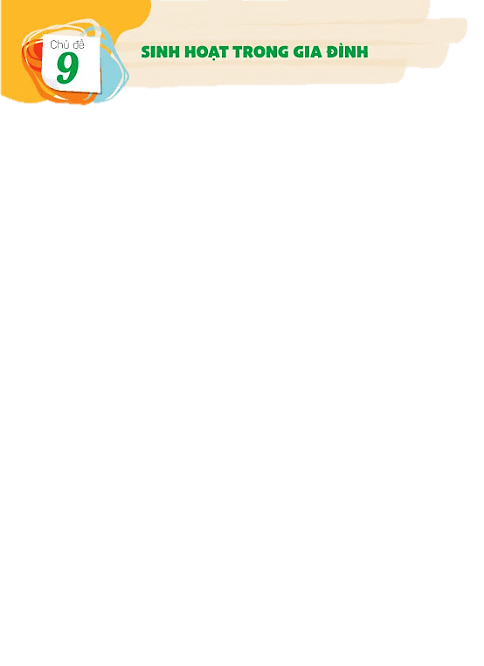 Chủ đề
9
SINH HOẠT TRONG GIA ĐÌNH